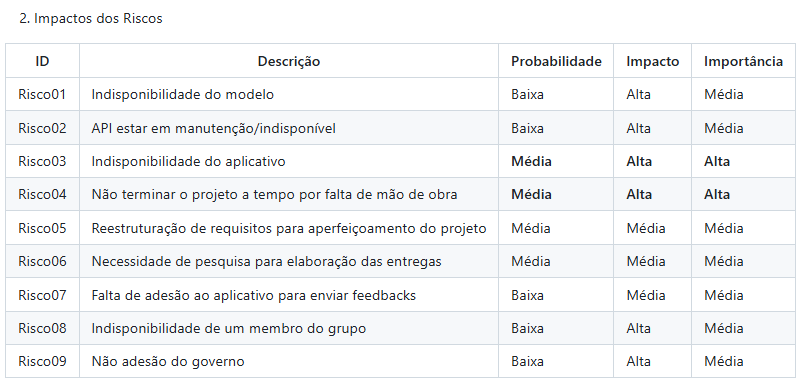 2. Impactos dos Riscos
ID Descrição Probabilidade Impacto Importância
Risco01 Indisponibilidade do modelo Baixa Alta Média
Risco02 API estar em manutenção/indisponível Baixa Alta Média
Risco03 Indisponibilidade do aplicativo Média Alta Alta
Risco04 Não terminar o projeto a tempo por falta de mão de obra Média Alta Alta
Risco05 Reestruturação de requisitos para aperfeiçoamento do projeto Média Média Média
Risco06 Necessidade de pesquisa para elaboração das entregas Média Média Média
Risco07 Falta de adesão ao aplicativo para enviar feedbacks Baixa Média Média
Risco08 Indisponibilidade de um membro do grupo Baixa Alta Média
Risco09 Não adesão do governo Baixa Alta Média